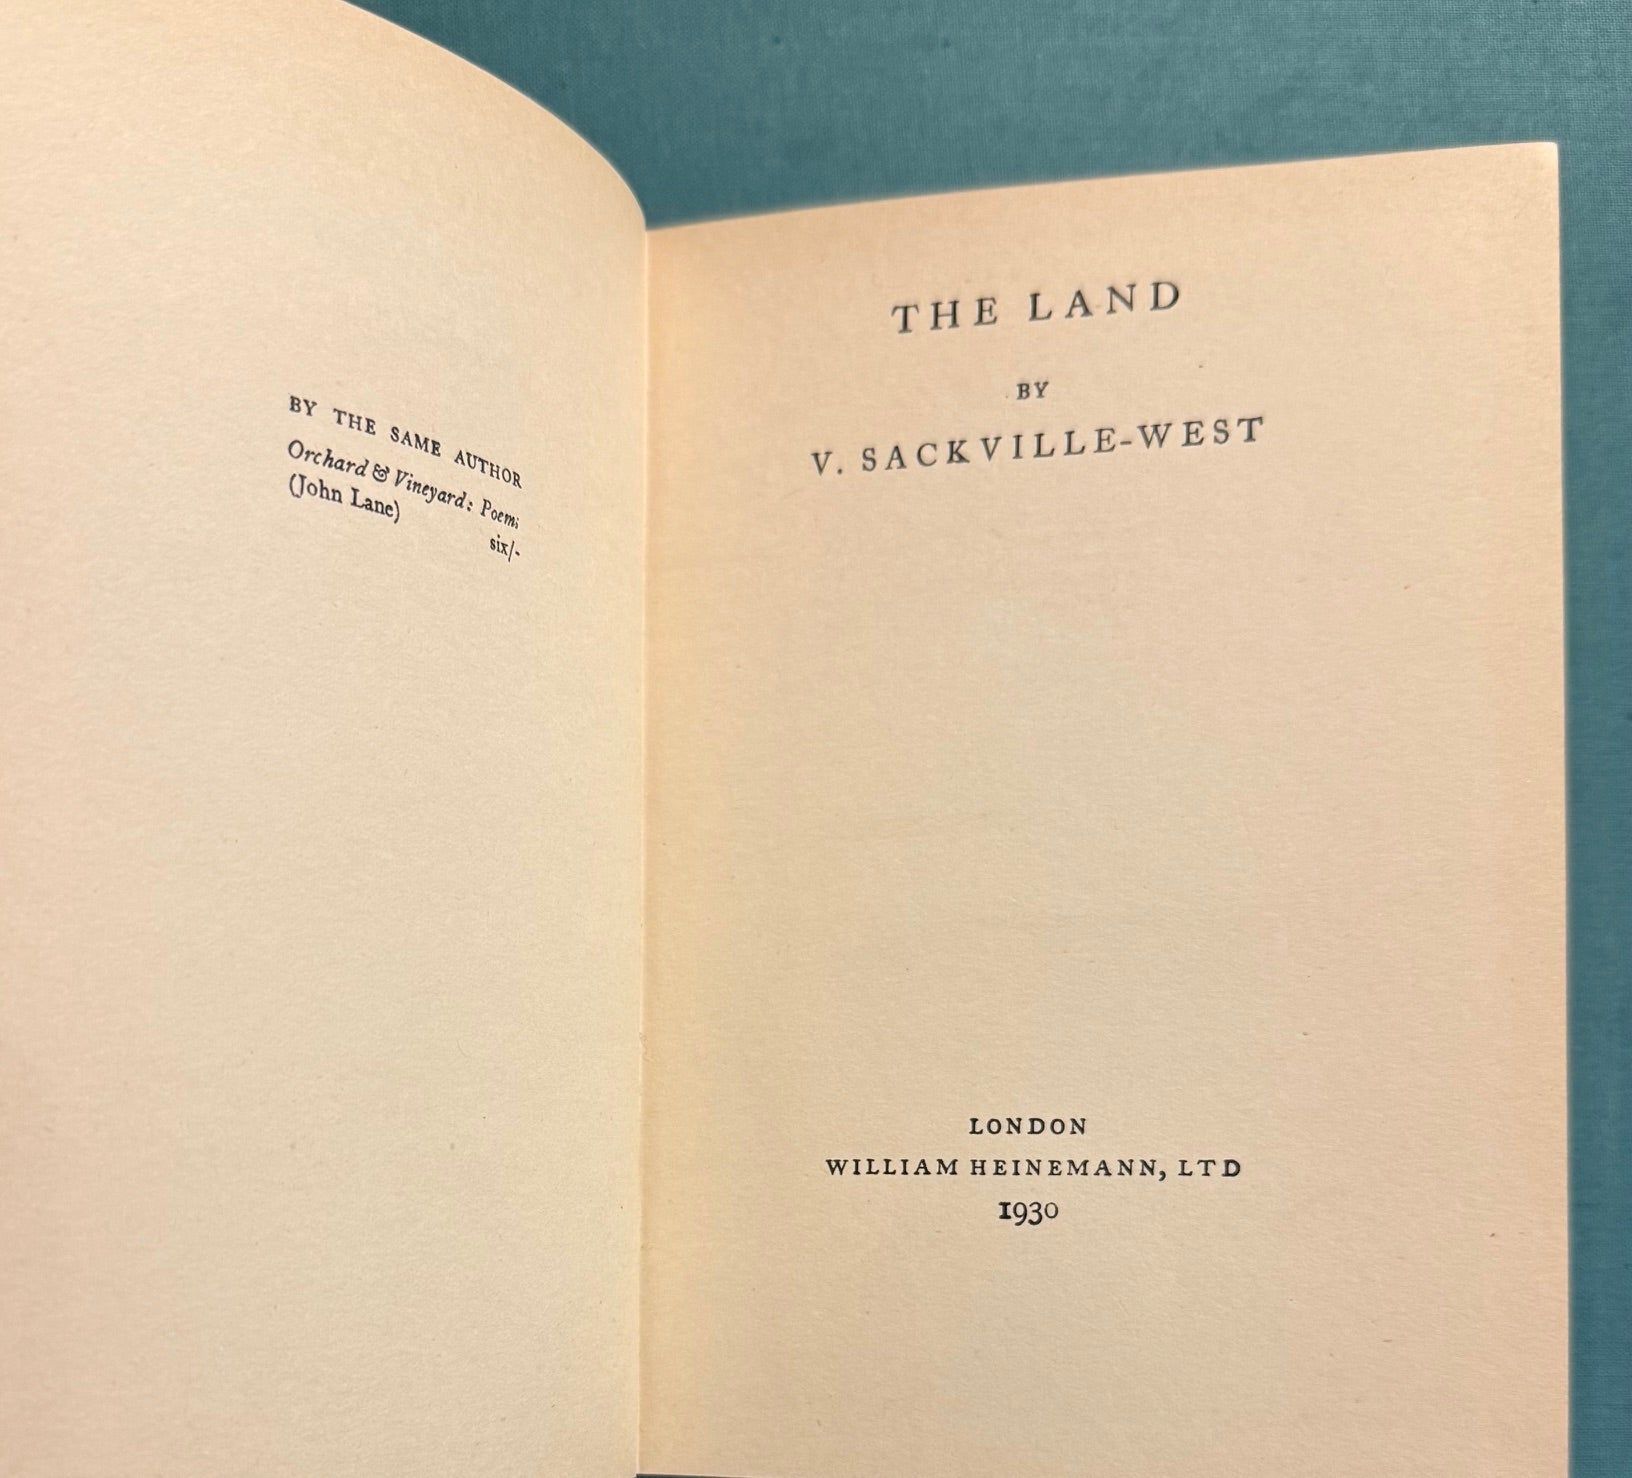 BY THE SAME AUTHOR
Orchard & Vineyard: Poems
(John Lane)
six/-
THE LAND
BY
V. SACKVILLE-WEST
LONDON
WILLIAM HEINEMANN, LTD
1930